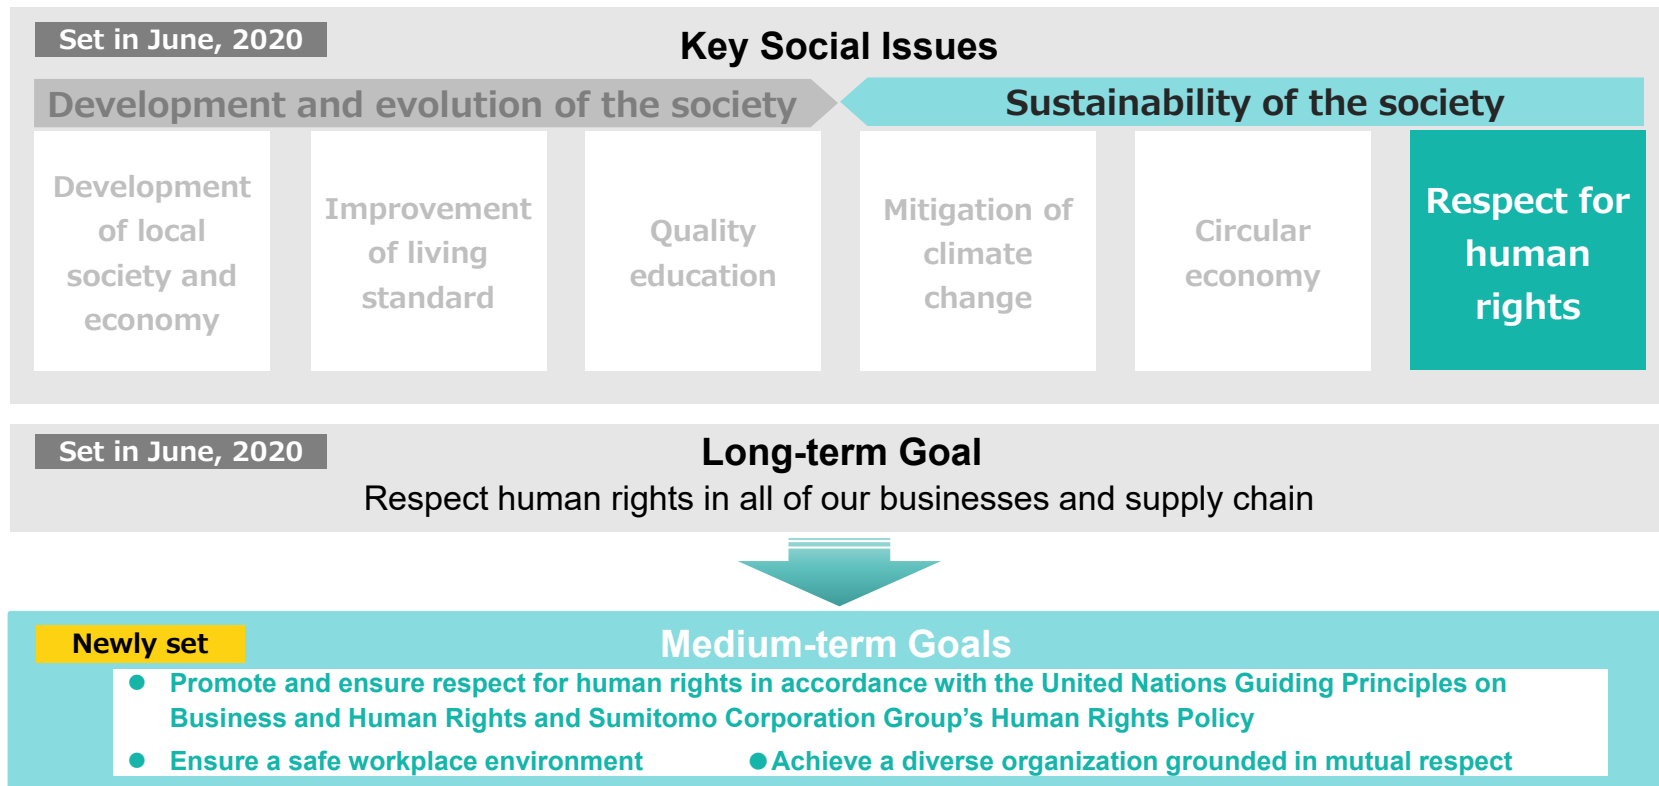 Set in June, 2020
Key Social Issues
Development and evolution of the society
Sustainability of the society
Development
of local
society and
economy
Improvement
of living
standard
Quality
education
Mitigation of
climate
change
Circular
economy
Respect for
human
rights
Set in June, 2020
Long-term Goal
Respect human rights in all of our businesses and supply chain
Newly set
Medium-term Goals
● Promote and ensure respect for human rights in accordance with the United Nations Guiding Principles on
Business and Human Rights and Sumitomo Corporation Group’s Human Rights Policy
● Ensure a safe workplace environment ● Achieve a diverse organization grounded in mutual respect